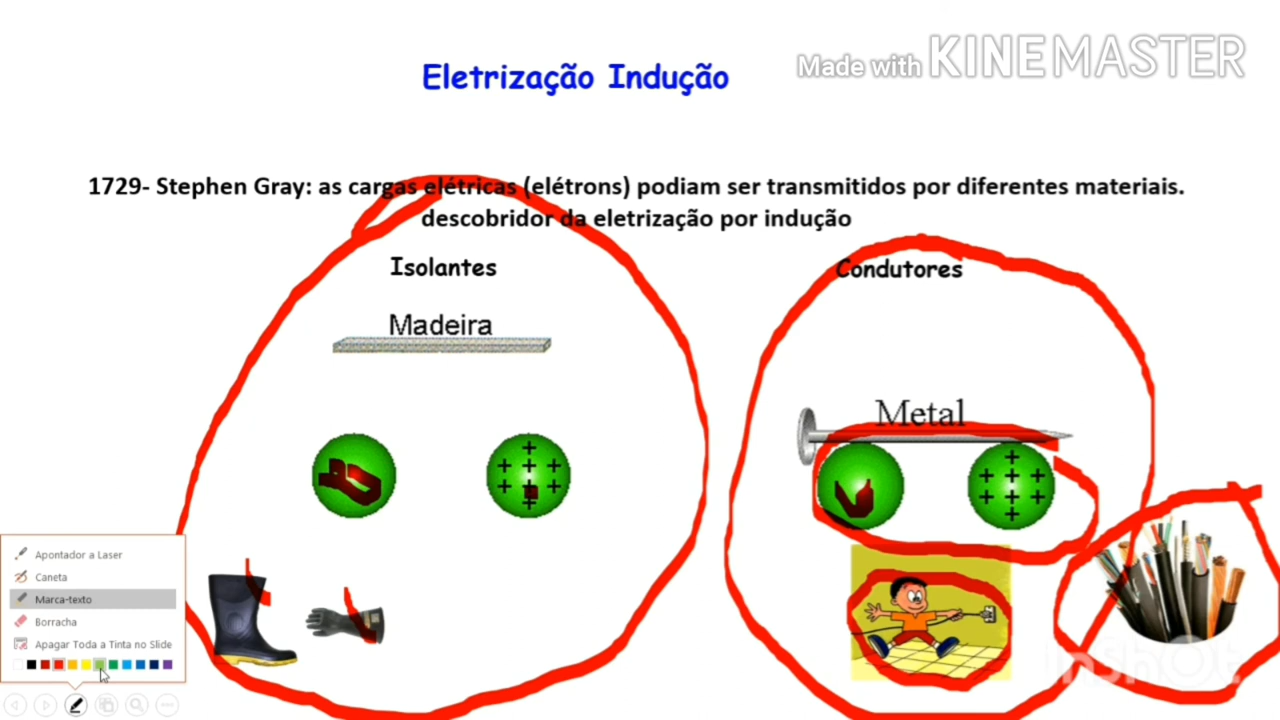 Made with KINEMASTER
Eletrização Indução
1729- Stephen Gray: as cargas elétricas (elétrons) podiam ser transmitidos por diferentes materiais.
descobridor da eletrização por indução
Isolantes
Condutores
Madeira
Metal
Apontador a Laser
Caneta
Marca-texto
Borracha
Apagar Toda a Tinta no Slide
InShOt